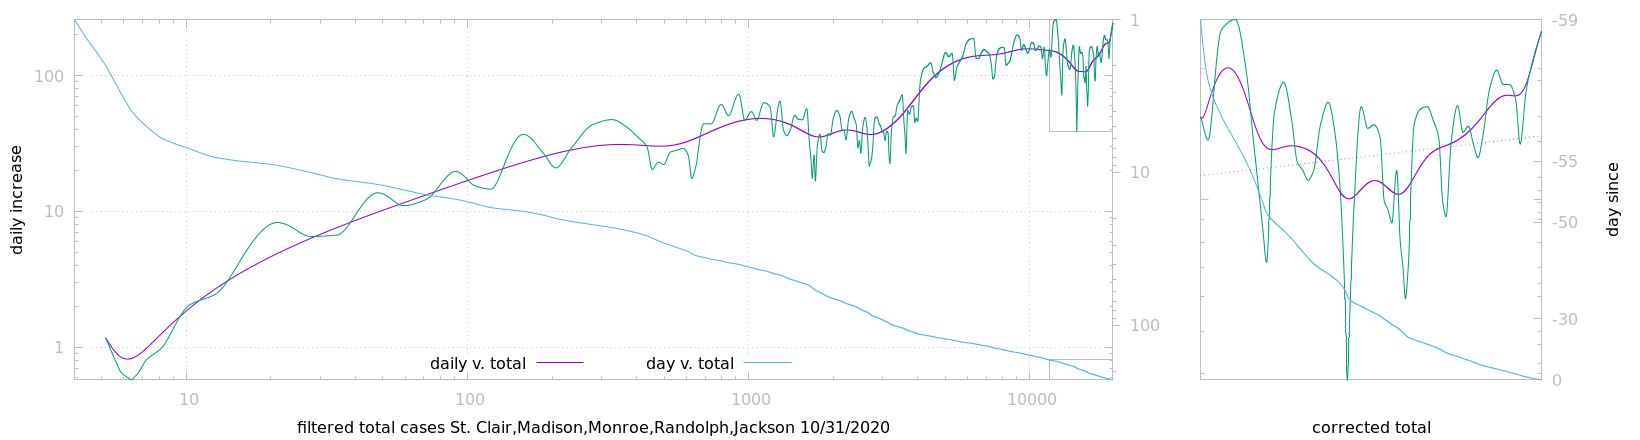 daily increase
100
10
1
10
100
1000
10000
1
10
100
daily v. total
day v. total
filtered total cases St. Clair,Madison,Monroe,Randolph,Jackson 10/31/2020
-59
-55
-50
-30
0
day since
corrected total